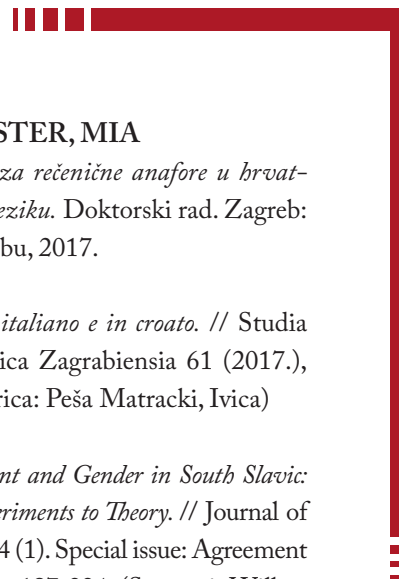 STER, MIA
za rečenične anafore u hrvat-
eziku. Doktorski rad. Zagreb:
bu, 2017.
italiano e in croato. // Studia
ica Zagrabiensia 61 (2017.),
rica: Peša Matracki, Ivica)
nt and Gender in South Slavic:
eriments to Theory. // Journal of
4 (1). Special issue: Agreement